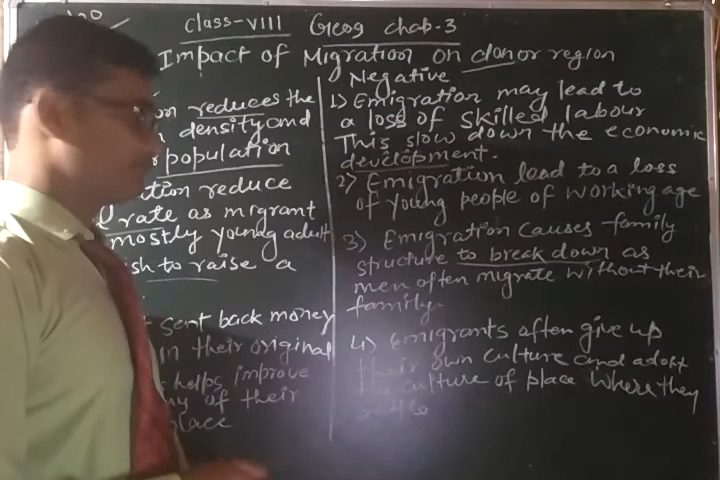 class-VIII Geog chab-3
Impact of Migration on donor region
reduces the
density and
population
reduce
rate as migrant
mostly young adult
to raise a
sent back money
in their original
helps improve
of their
place
Negative
1) Emigration may lead to
a loss of skilled labour
This slow down the economic
development.
2) Emigration lead to a loss
of young people of working age
3) Emigration causes family
structure to break down as
men often migrate without their
family.
4) Emigrants often give up
their own culture and adopt
the culture of place where they